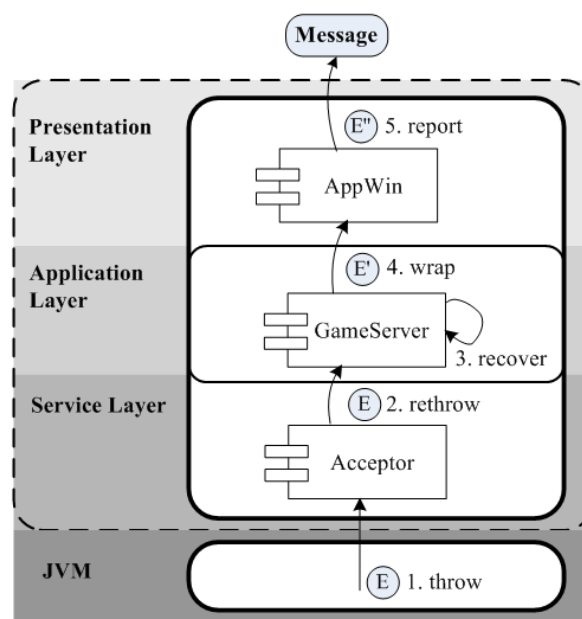 Message
Presentation
Layer
E" 5. report
AppWin
Application
Layer
E' 4. wrap
GameServer
3. recover
Service Layer
E 2. rethrow
Acceptor
JVM
E 1. throw